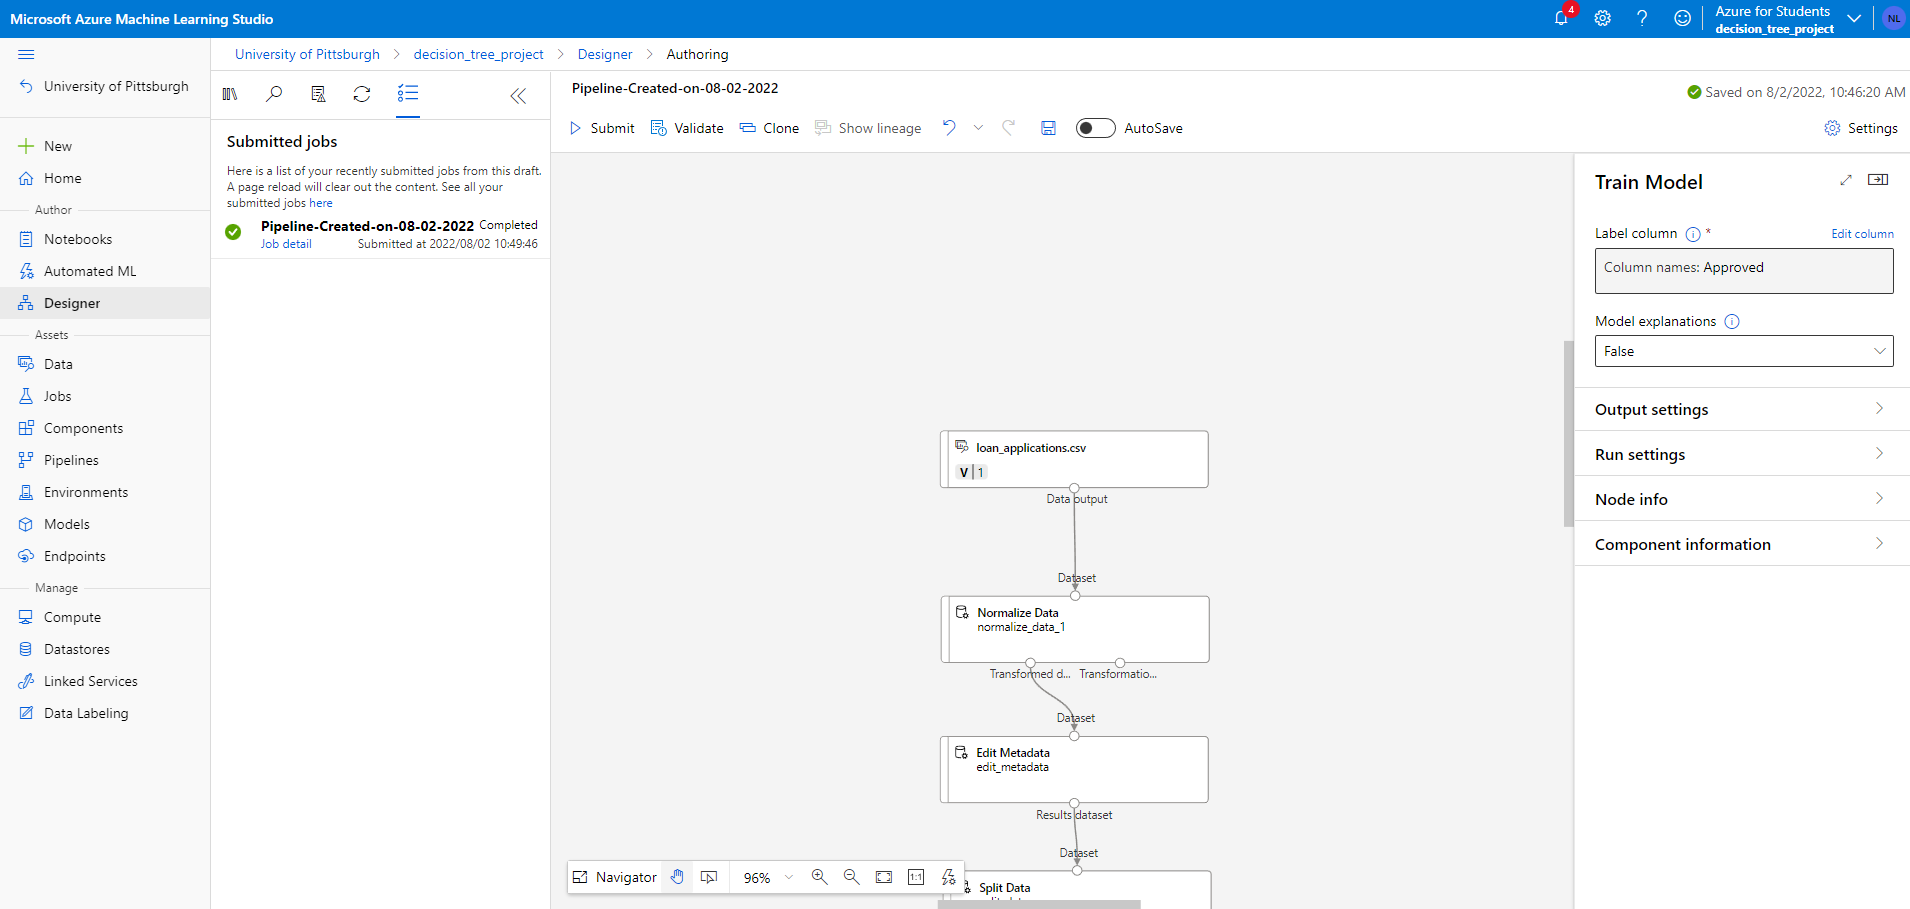 Microsoft Azure Machine Learning Studio
4
Azure for Students
decision_tree_project
NL
University of Pittsburgh
New
Home
Author
Notebooks
Automated ML
Designer
Assets
Data
Jobs
Components
Pipelines
Environments
Models
Endpoints
Manage
Compute
Datastores
Linked Services
Data Labeling
University of Pittsburgh > decision_tree_project > Designer > Authoring
Submitted jobs
Here is a list of your recently submitted jobs from this draft.
A page reload will clear out the content. See all your
submitted jobs here
Pipeline-Created-on-08-02-2022 Completed
Job detail Submitted at 2022/08/02 10:49:46
Pipeline-Created-on-08-02-2022
Saved on 8/2/2022, 10:46:20 AM
Submit Validate Clone Show lineage AutoSave Settings
loan_applications.csv
V | 1
Data output
Dataset
Normalize Data
normalize_data_1
Transformed d... Transformatio...
Dataset
Edit Metadata
edit_metadata
Results dataset
Dataset
Split Data
Navigator 96% 1:1
Train Model
Label column * Edit column
Column names: Approved
Model explanations
False
Output settings
Run settings
Node info
Component information